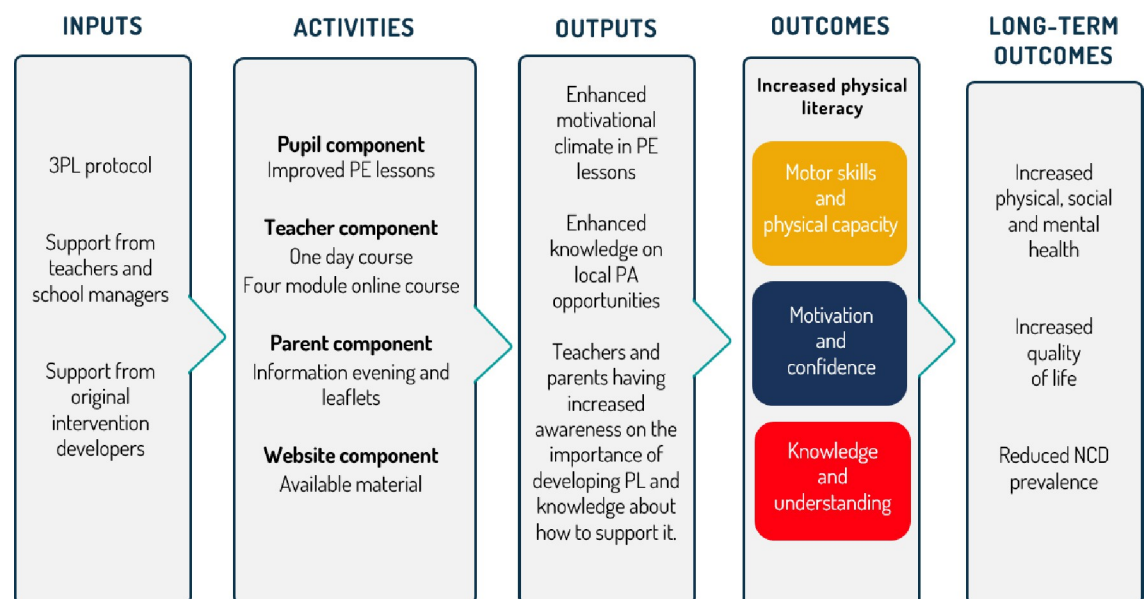 INPUTS
3PL protocol
Support from
teachers and
school managers
Support from
original
intervention
developers
ACTIVITIES
Pupil component
Improved PE lessons
Teacher component
One day course
Four module online course
Parent component
Information evening and
leaflets
Website component
Available material
OUTPUTS
Enhanced
motivational
climate in PE
lessons
Enhanced
knowledge on
local PA
opportunities
Teachers and
parents having
increased
awareness on the
importance of
developing PL and
knowledge about
how to support it.
OUTCOMES
Increased physical
literacy
Motor skills
and
physical capacity
Motivation
and
confidence
Knowledge
and
understanding
LONG-TERM
OUTCOMES
Increased
physical, social
and mental
health
Increased
quality
of life
Reduced NCD
prevalence